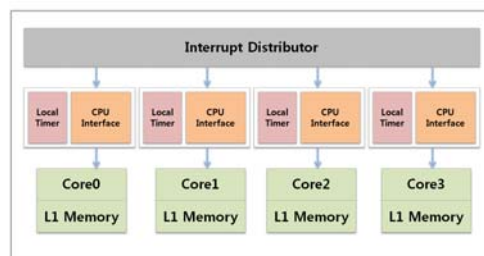 Interrupt Distributor
Local Timer
CPU Interface
Local Timer
CPU Interface
Local Timer
CPU Interface
Local Timer
CPU Interface
Core0
Core1
Core2
Core3
L1 Memory
L1 Memory
L1 Memory
L1 Memory